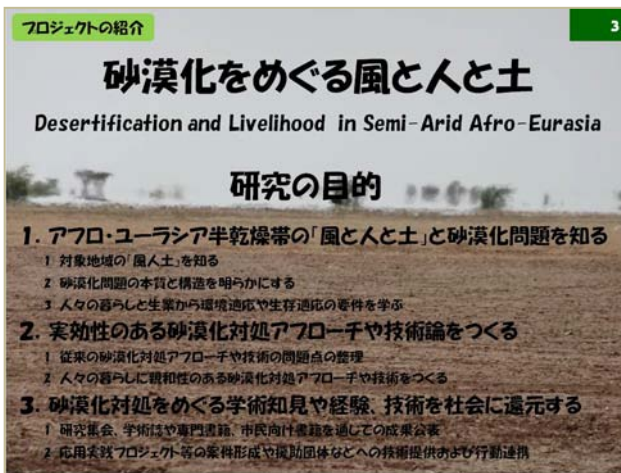 プロジェクトの紹介
3
砂漠化をめぐる風と人と土
Desertification and Livelihood in Semi-Arid Afro-Eurasia
研究の目的
1. アフロ・ユーラシア半乾燥帯の「風と人と土」と砂漠化問題を知る
1 対象地域の「風人土」を知る
2 砂漠化問題の本質と構造を明らかにする
3 人々の暮らしと生業から環境適応や生存適応の要件を学ぶ
2. 実効性のある砂漠化対処アプローチや技術論をつくる
1 従来の砂漠化対処アプローチや技術の問題点の整理
2 人々の暮らしに親和性のある砂漠化対処アプローチや技術をつくる
3. 砂漠化対処をめぐる学術知見や経験、技術を社会に還元する
1 研究集会、学術誌や専門書籍、市民向け書籍を通じての成果公表
2 応用実践プロジェクト等の案件形成や援助団体などへの技術提供および行動連携